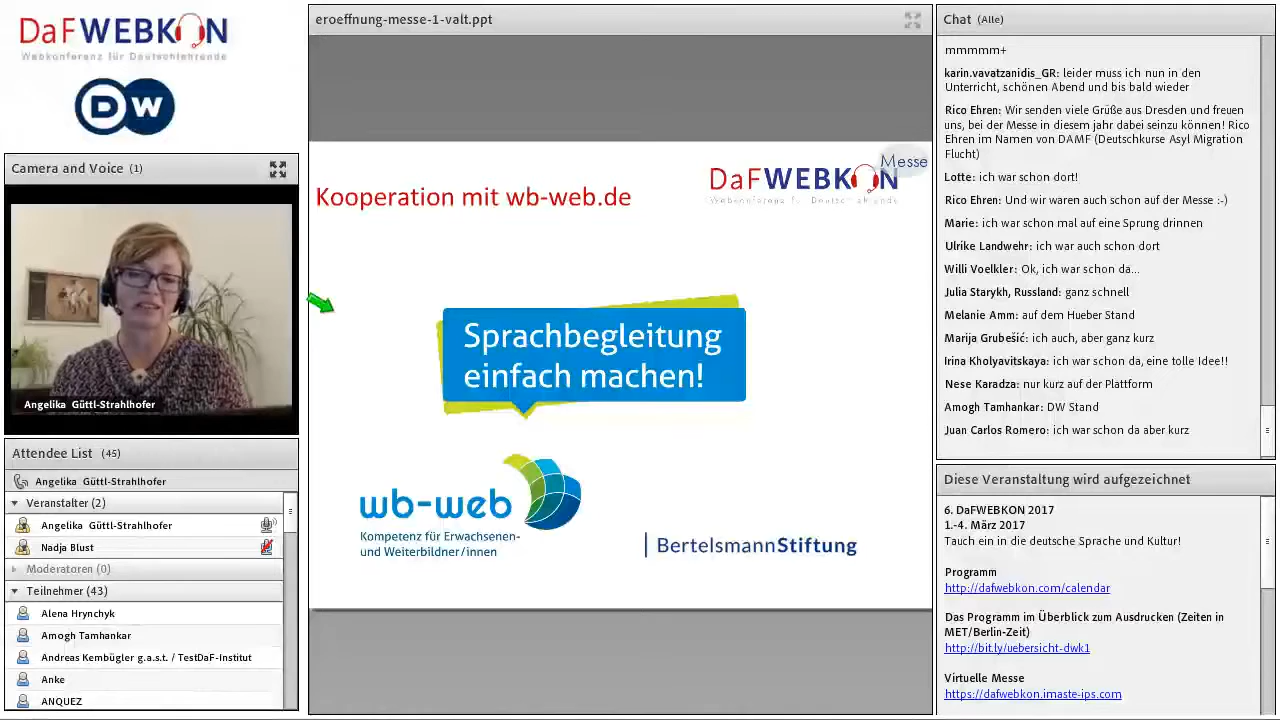 DaFWEBKON
Webkonferenz für Deutschlehrende
DW
Camera and Voice (1)
Angelika Güttl-Strahlhofer
Attendee List (45)
Angelika Güttl-Strahlhofer
Veranstalter (2)
Angelika Güttl-Strahlhofer
Nadja Blust
Moderatoren (0)
Teilnehmer (43)
Alena Hrynchyk
Amogh Tamhankar
Andreas Kembügler g.a.s.t. / TestDaF-Institut
Anke
ANQUEZ
eroeffnung-messe-1-valt.ppt
Messe
DaFWEBKON
Webkonferenz für Deutschlehrende
Kooperation mit wb-web.de
Sprachbegleitung
einfach machen!
wb-web
Kompetenz für Erwachsenen-
und Weiterbildner/innen
BertelsmannStiftung
Chat (Alle)
mmmmm+
karin.vavatzanidis_GR: leider muss ich nun in den
Unterricht, schönen Abend und bis bald wieder
Rico Ehren: Wir senden viele Grüße aus Dresden und freuen
uns, bei der Messe in diesem jahr dabei seinzu können! Rico
Ehren im Namen von DAMF (Deutschkurse Asyl Migration
Flucht)
Lotte: ich war schon dort!
Rico Ehren: Und wir waren auch schon auf der Messe :-)
Marie: ich war schon mal auf eine Sprung drinnen
Ulrike Landwehr: ich war auch schon dort
Willi Voelkler: Ok, ich war schon da...
Julia Starykh, Russland: ganz schnell
Melanie Amm: auf dem Hueber Stand
Marija Grubešić: ich auch, aber ganz kurz
Irina Kholyavitskaya: ich war schon da, eine tolle Idee!!
Nese Karadza: nur kurz auf der Plattform
Amogh Tamhankar: DW Stand
Juan Carlos Romero: ich war schon da aber kurz
Diese Veranstaltung wird aufgezeichnet
6. DaFWEBKON 2017
1.-4. März 2017
Tauch ein in die deutsche Sprache und Kultur!
Programm
http://dafwebkon.com/calendar
Das Programm im Überblick zum Ausdrucken (Zeiten in
MET/Berlin-Zeit)
http://bit.ly/uebersicht-dwk1
Virtuelle Messe
https://dafwebkon.imaste-ips.com